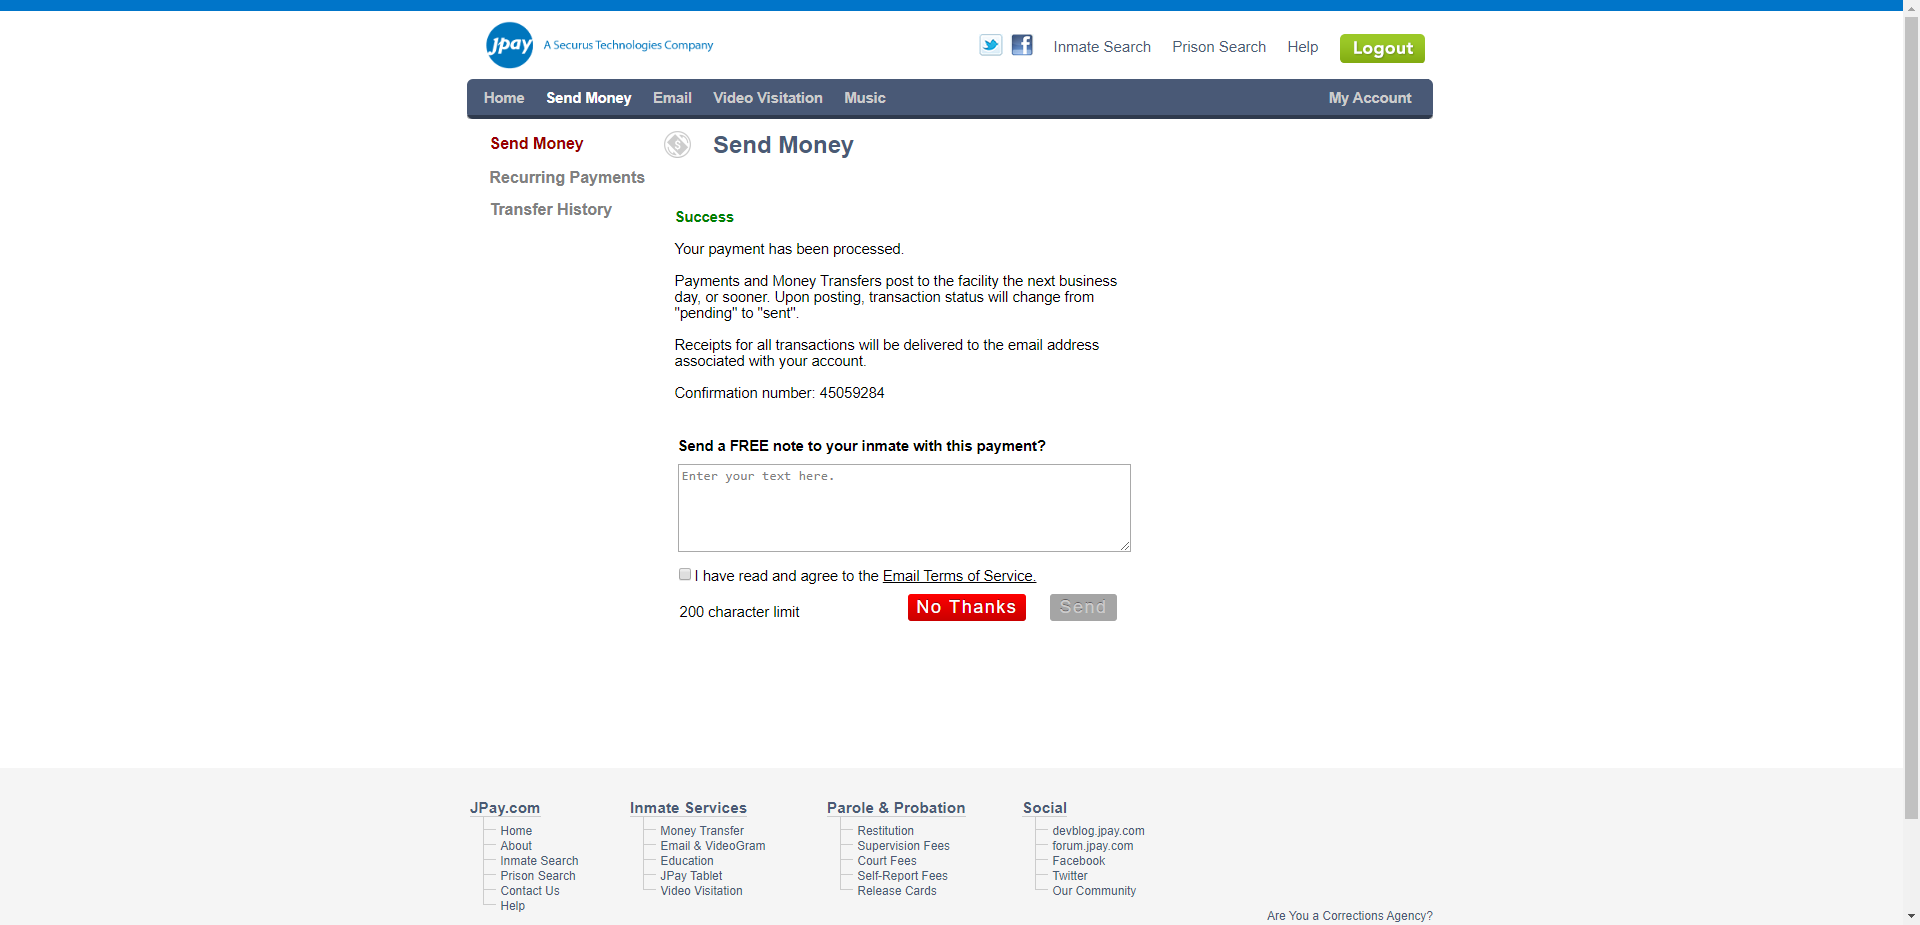 Jpay A Securus Technologies Company
Inmate Search Prison Search Help Logout
Home Send Money Email Video Visitation Music My Account
Send Money
Recurring Payments
Transfer History
Send Money
Success
Your payment has been processed.
Payments and Money Transfers post to the facility the next business
day, or sooner. Upon posting, transaction status will change from
"pending" to "sent".
Receipts for all transactions will be delivered to the email address
associated with your account.
Confirmation number: 45059284
Send a FREE note to your inmate with this payment?
Enter your text here.
I have read and agree to the Email Terms of Service.
200 character limit No Thanks Send
JPay.com
Home
About
Inmate Search
Prison Search
Contact Us
Help
Inmate Services
Money Transfer
Email & VideoGram
Education
JPay Tablet
Video Visitation
Parole & Probation
Restitution
Supervision Fees
Court Fees
Self-Report Fees
Release Cards
Social
devblog.jpay.com
forum.jpay.com
Facebook
Twitter
Our Community
Are You a Corrections Agency?